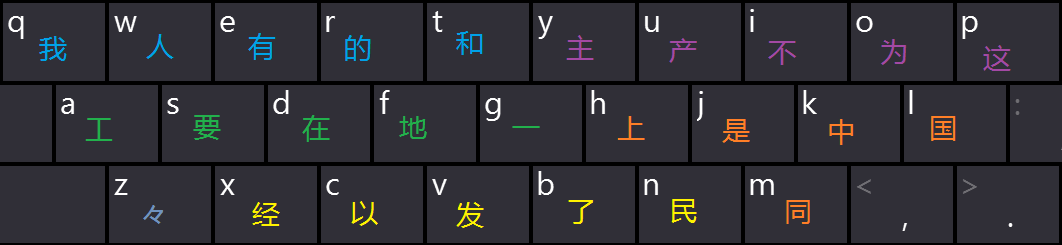 q 我 w 人 e 有 r 的 t 和 y 主 u 产 i 不 o 为 p 这
a 工 s 要 d 在 f 地 g 一 h 上 j 是 k 中 l 国 :
z 々 x 经 c 以 v 发 b 了 n 民 m 同 < , > .